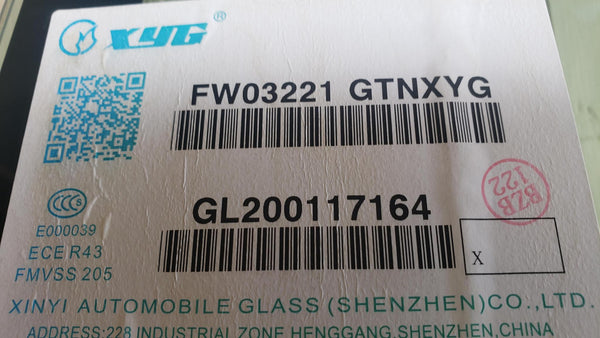 XYG®
FW03221 GTNXYG
CCC S
GL200117164
BZB
122
E000039
ECE R43
FMVSS 205
X
XINYI AUTOMOBILE GLASS (SHENZHEN) CO.,LTD.
ADDRESS:228 INDUSTRIAL ZONE HENGGANG,SHENZHEN,CHINA